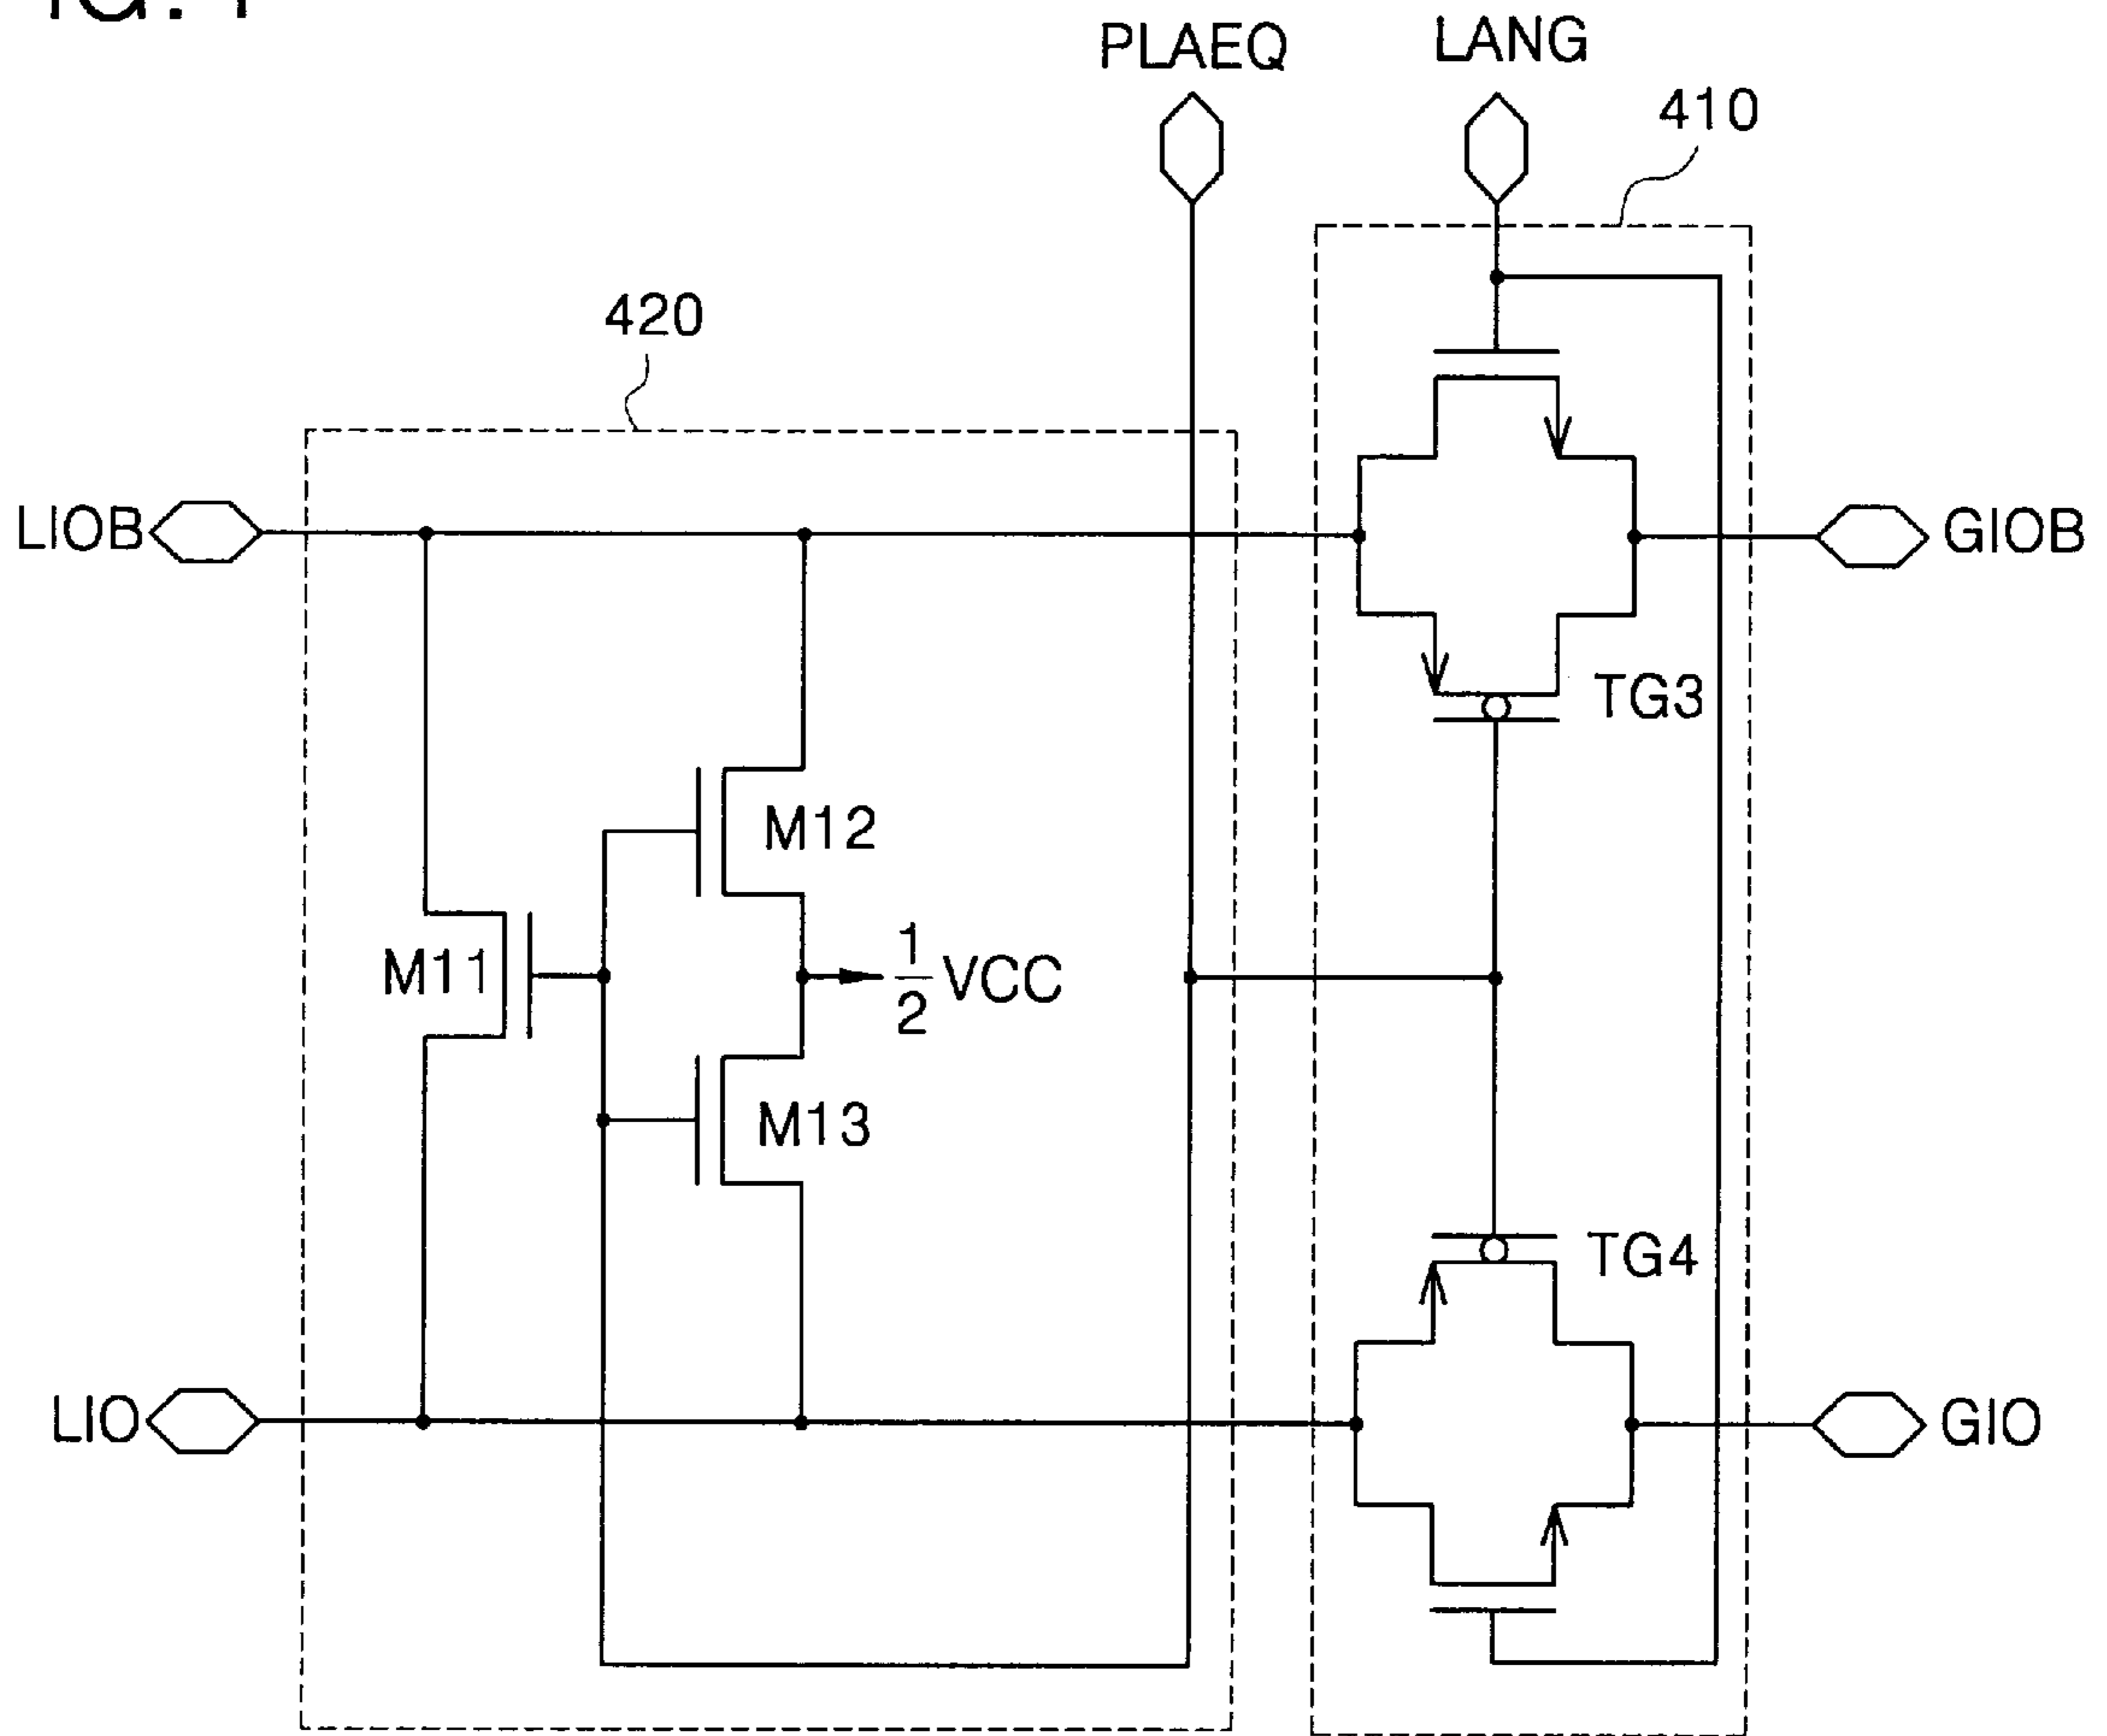 PLAEQ
LANG
410
420
LIOB
GIOB
TG3
M12
M11
1/2 VCC
M13
TG4
LIO
GIO